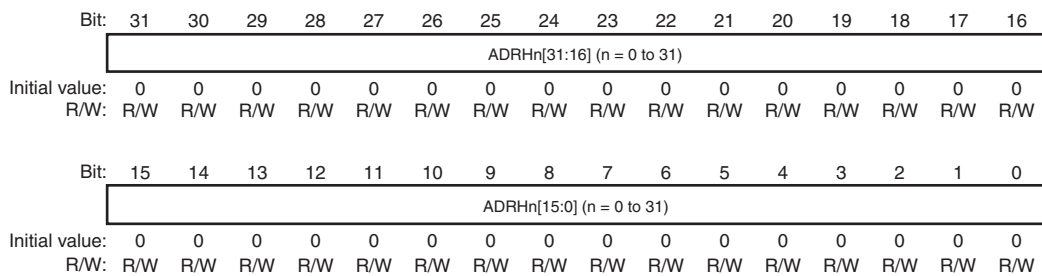 Bit: 31 30 29 28 27 26 25 24 23 22 21 20 19 18 17 16
ADRHn[31:16] (n = 0 to 31)
Initial value: 0 0 0 0 0 0 0 0 0 0 0 0 0 0 0 0
R/W: R/W R/W R/W R/W R/W R/W R/W R/W R/W R/W R/W R/W R/W R/W R/W R/W
Bit: 15 14 13 12 11 10 9 8 7 6 5 4 3 2 1 0
ADRHn[15:0] (n = 0 to 31)
Initial value: 0 0 0 0 0 0 0 0 0 0 0 0 0 0 0 0
R/W: R/W R/W R/W R/W R/W R/W R/W R/W R/W R/W R/W R/W R/W R/W R/W R/W